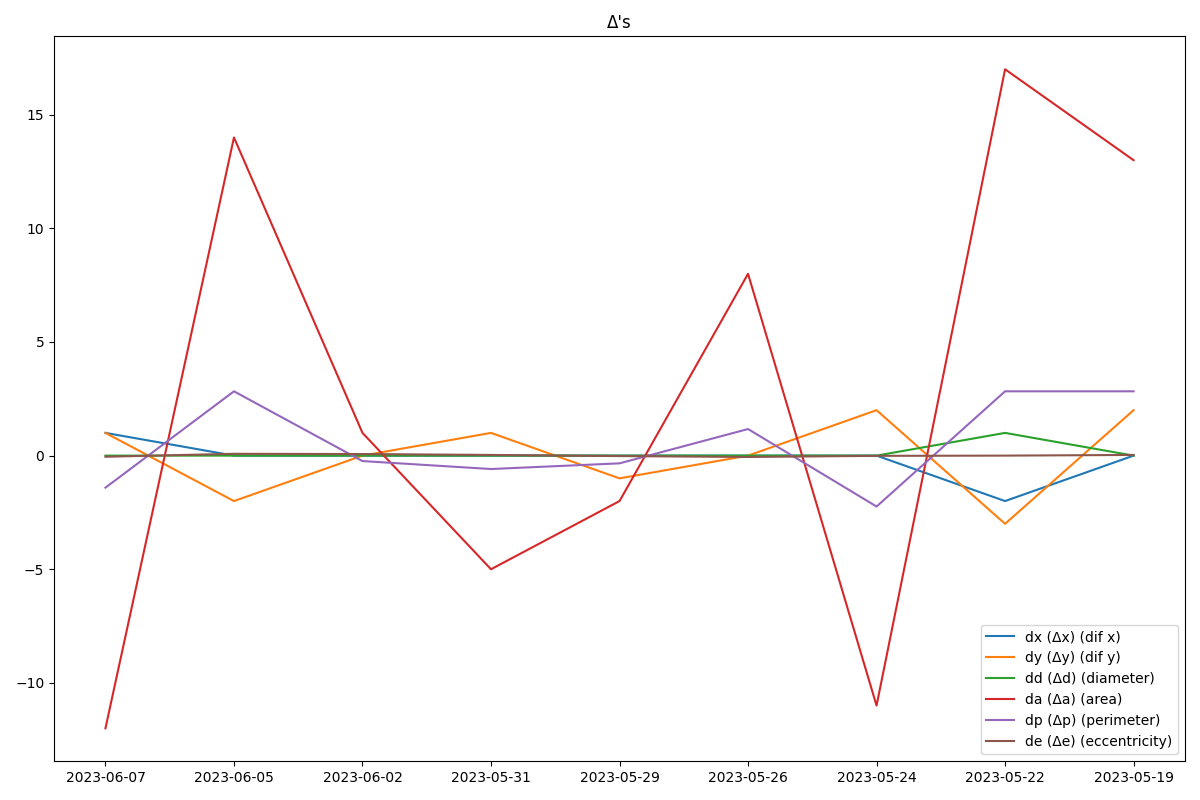 Δ's
15
10
5
0
−5
−10
2023-06-07 2023-06-05 2023-06-02 2023-05-31 2023-05-29 2023-05-26 2023-05-24 2023-05-22 2023-05-19
dx (Δx) (dif x)
dy (Δy) (dif y)
dd (Δd) (diameter)
da (Δa) (area)
dp (Δp) (perimeter)
de (Δe) (eccentricity)